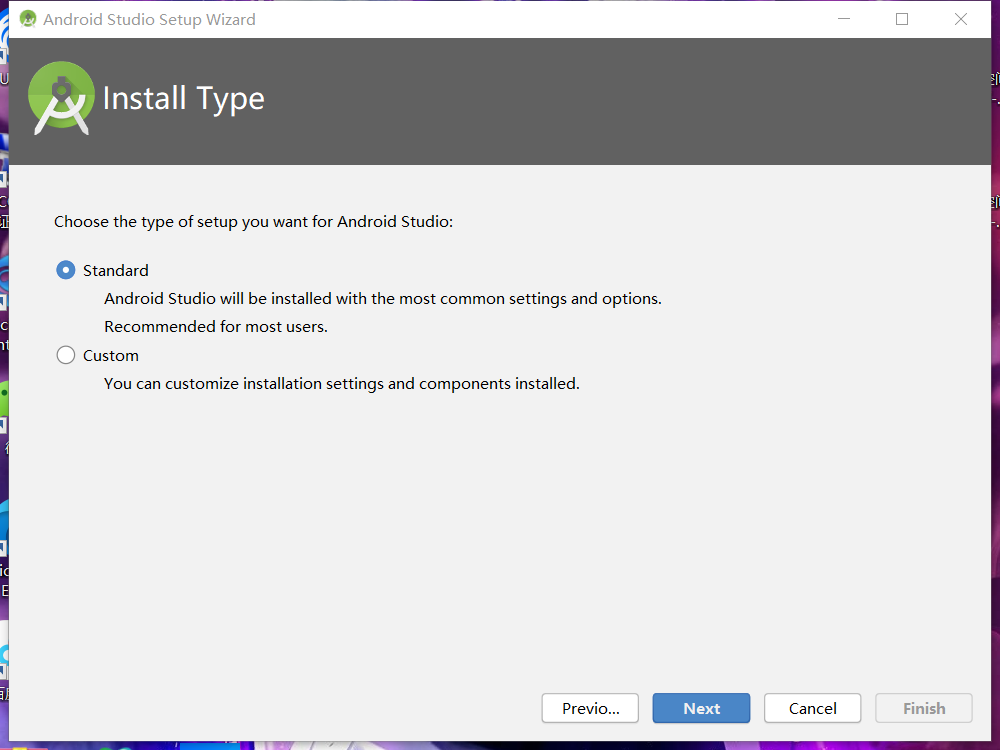 Android Studio Setup Wizard
Install Type
Choose the type of setup you want for Android Studio:
Standard
Android Studio will be installed with the most common settings and options.
Recommended for most users.
Custom
You can customize installation settings and components installed.
Previo...
Next
Cancel
Finish